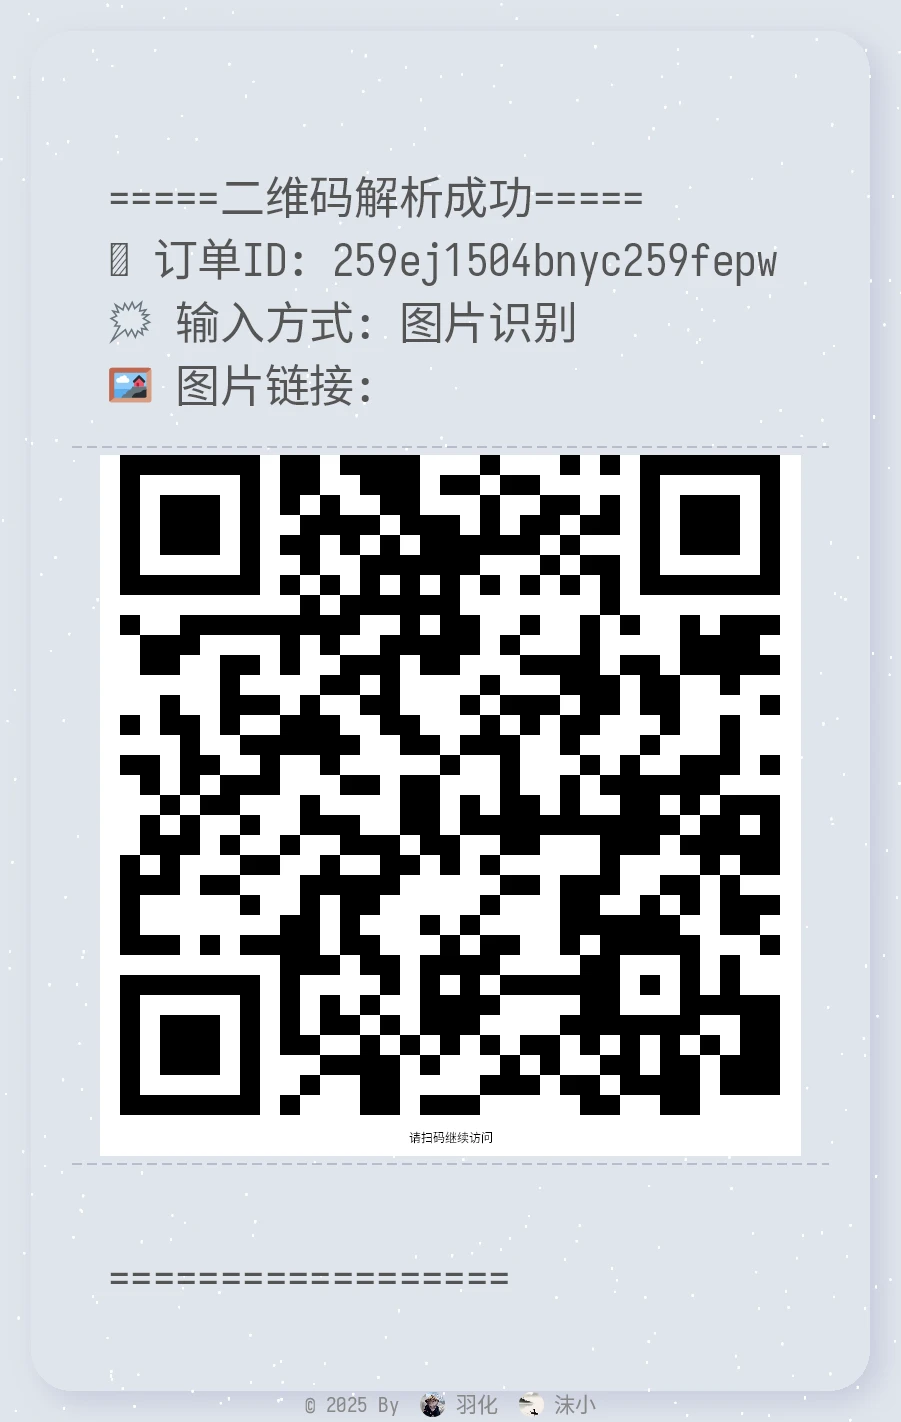 =====二维码解析成功=====
订单ID: 259ej1504bnyc259fepw
输入方式: 图片识别
图片链接:
请扫码继续访问
==================
© 2025 By 羽化 沫小